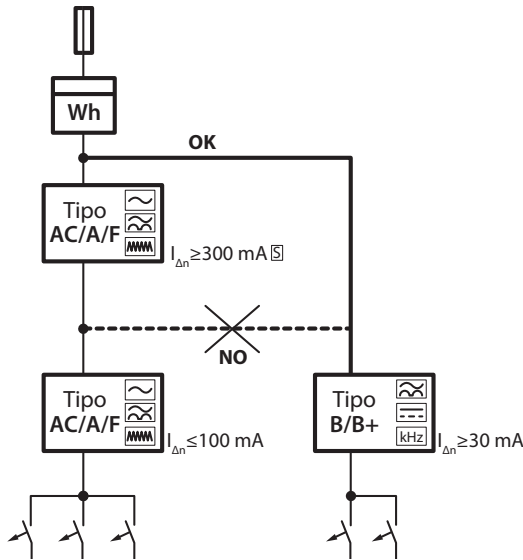 Wh
OK
Tipo
AC/A/F
IΔn≥300 mA S
NO
Tipo
AC/A/F
IΔn≤100 mA
Tipo
B/B+
kHz
IΔn≥30 mA